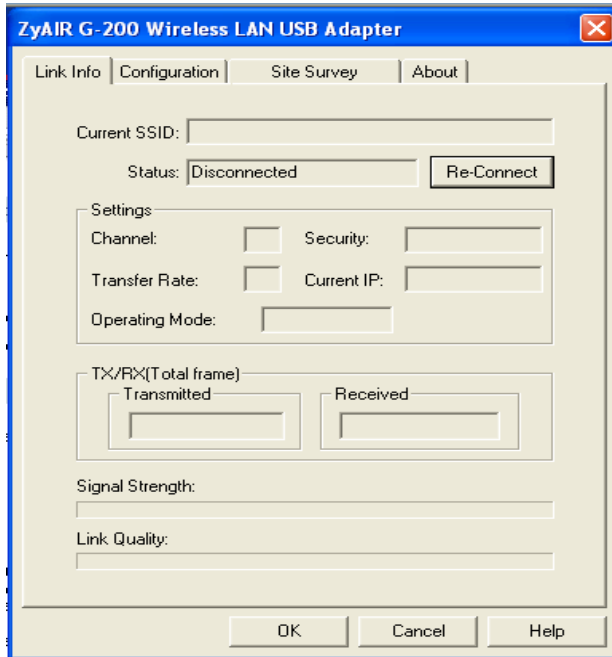 ZyAIR G-200 Wireless LAN USB Adapter
Link Info Configuration Site Survey About
Current SSID:
Status: Disconnected Re-Connect
Settings
Channel: Security:
Transfer Rate: Current IP:
Operating Mode:
TX/RX(Total frame)
Transmitted Received
Signal Strength:
Link Quality:
OK Cancel Help